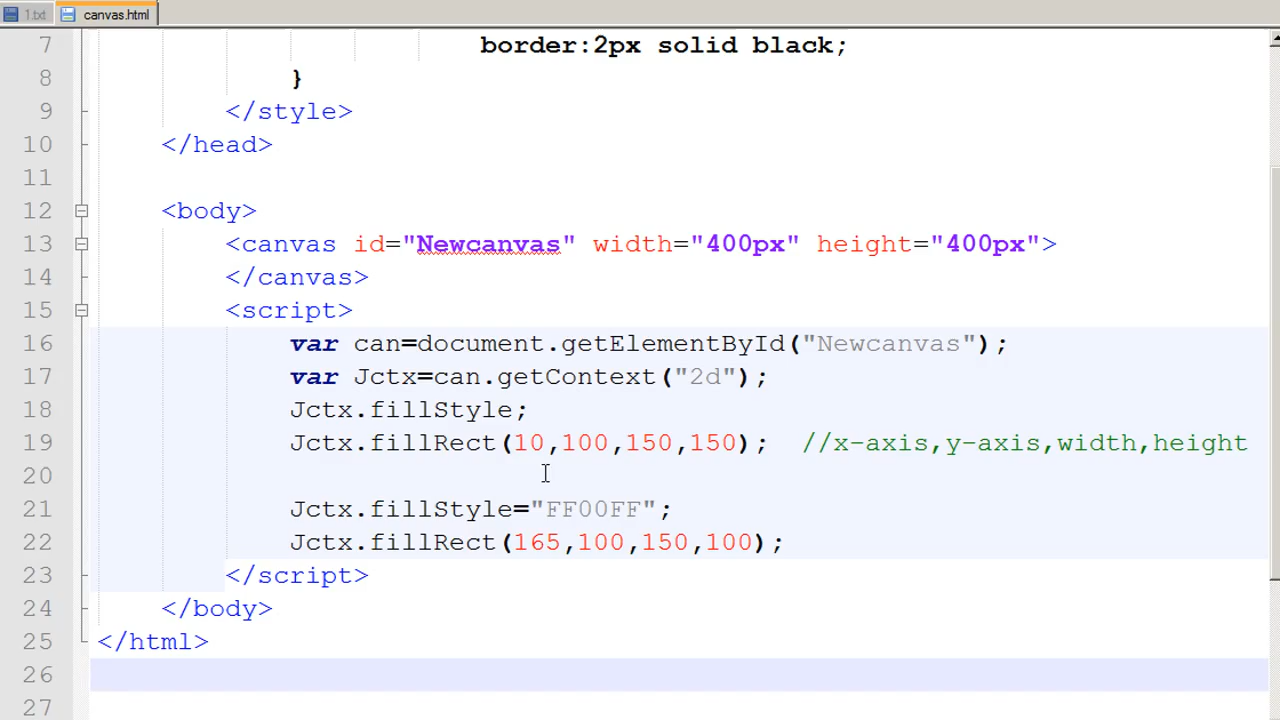 1.txt canvas.html
7 border:2px solid black;
8 }
9 </style>
10 </head>
11
12 <body>
13 <canvas id="Newcanvas" width="400px" height="400px">
14 </canvas>
15 <script>
16 var can=document.getElementById("Newcanvas");
17 var Jctx=can.getContext("2d");
18 Jctx.fillStyle;
19 Jctx.fillRect(10,100,150,150); //x-axis,y-axis,width,height
20
21 Jctx.fillStyle="FF00FF";
22 Jctx.fillRect(165,100,150,100);
23 </script>
24 </body>
25 </html>
26
27